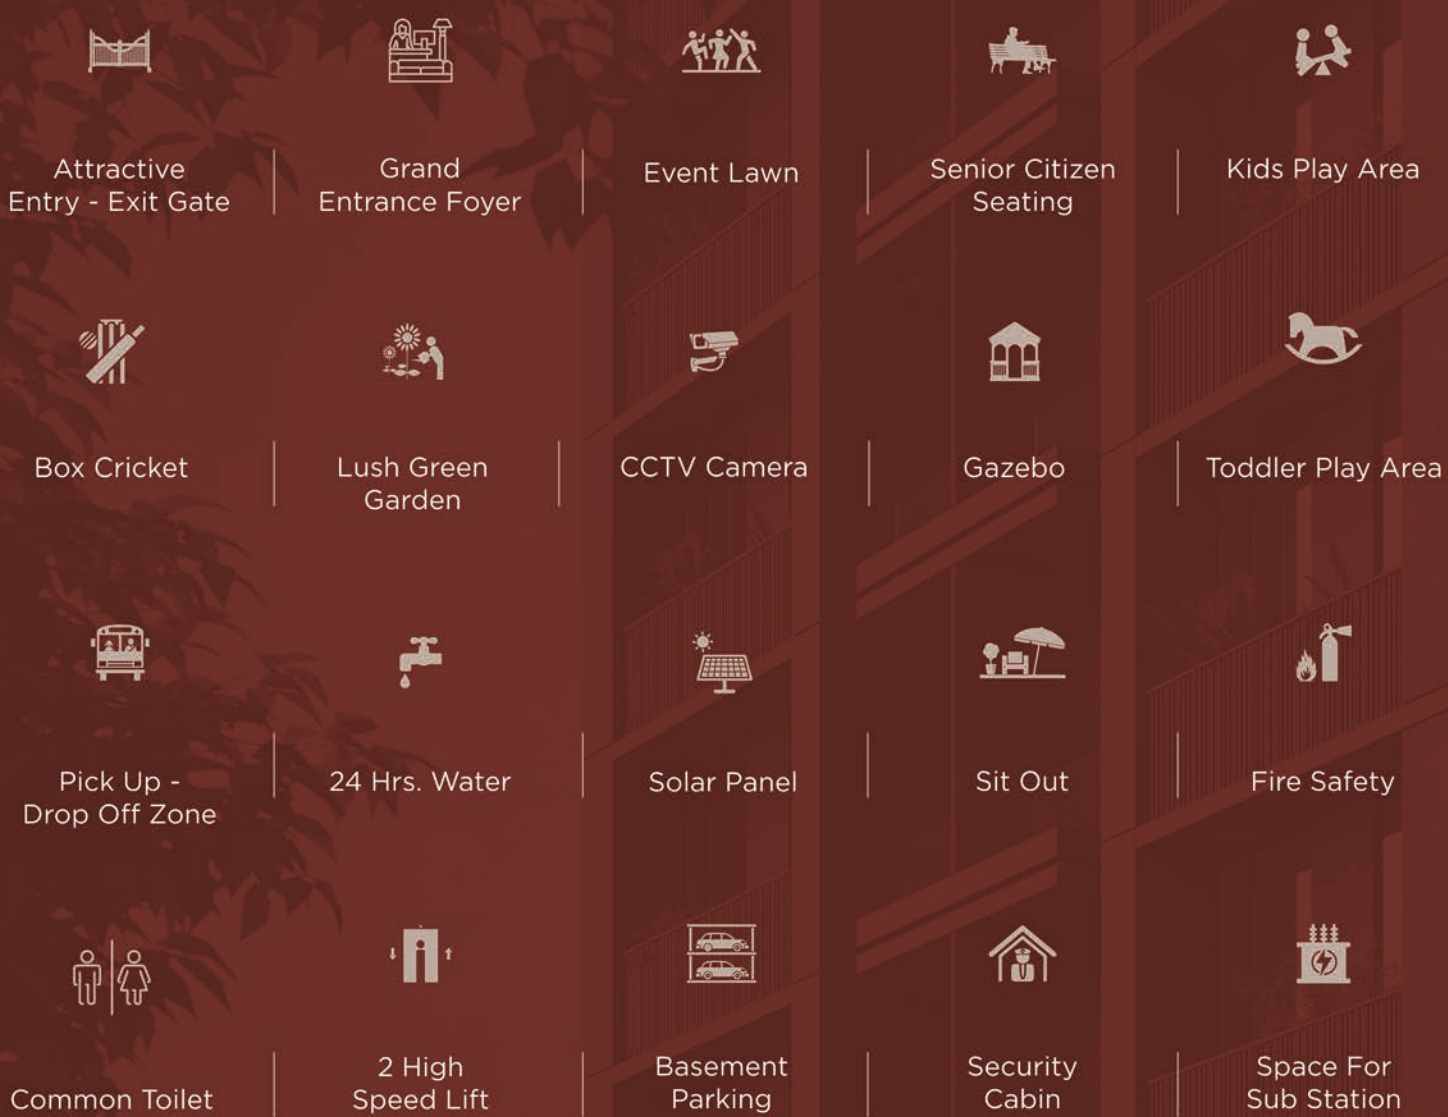 Attractive
Entry - Exit Gate
Grand
Entrance Foyer
Event Lawn
Senior Citizen
Seating
Kids Play Area
Box Cricket
Lush Green
Garden
CCTV Camera
Gazebo
Toddler Play Area
Pick Up -
Drop Off Zone
24 Hrs. Water
Solar Panel
Sit Out
Fire Safety
Common Toilet
2 High
Speed Lift
Basement
Parking
Security
Cabin
Space For
Sub Station